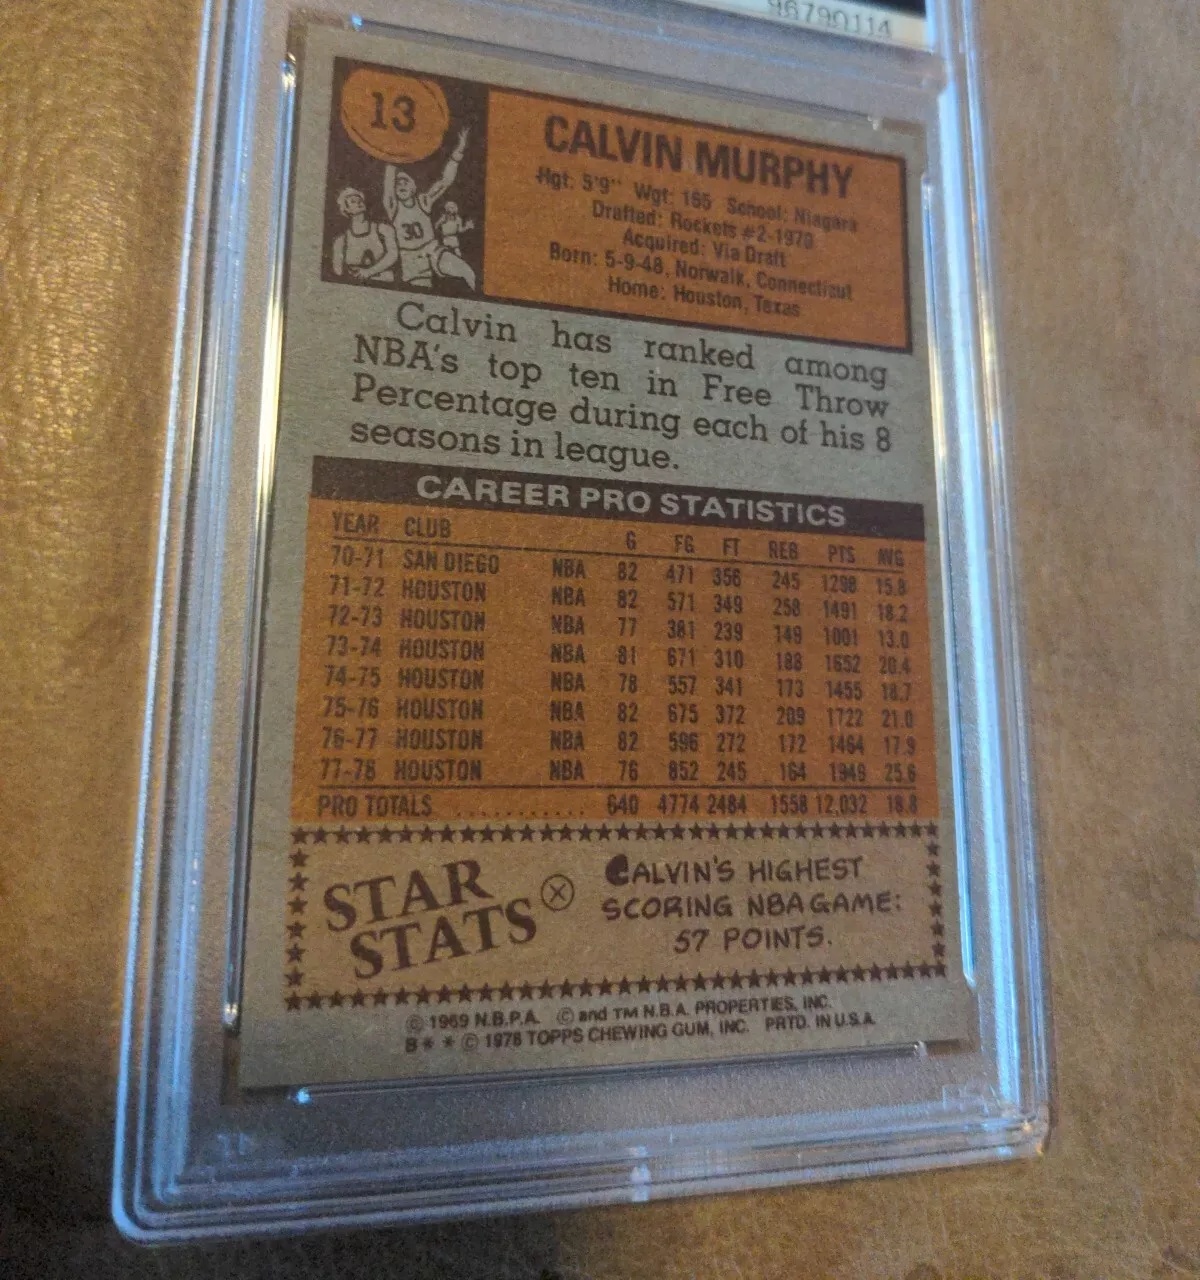 96790114
13
30
CALVIN MURPHY
Hgt: 5'9" Wgt: 165 School: Niagara
Drafted: Rockets #2-1970
Acquired: Via Draft
Born: 5-9-48, Norwalk, Connecticut
Home: Houston, Texas
Calvin has ranked among
NBA's top ten in Free Throw
Percentage during each of his 8
seasons in league.
CAREER PRO STATISTICS
YEAR CLUB G FG FT REB PTS AVG
70-71 SAN DIEGO NBA 82 471 356 245 1298 15.8
71-72 HOUSTON NBA 82 571 349 258 1491 18.2
72-73 HOUSTON NBA 77 381 239 149 1001 13.0
73-74 HOUSTON NBA 81 671 310 188 1652 20.4
74-75 HOUSTON NBA 78 557 341 173 1455 18.7
75-76 HOUSTON NBA 82 675 372 209 1722 21.0
76-77 HOUSTON NBA 82 596 272 172 1464 17.9
77-78 HOUSTON NBA 76 852 245 164 1949 25.6
PRO TOTALS ........... 640 4774 2484 1558 12,032 18.8
STAR
STATS
CALVIN'S HIGHEST
SCORING NBA GAME:
57 POINTS.
© 1969 N.B.P.A. © and TM N.B.A. PROPERTIES, INC.
B * * © 1978 TOPPS CHEWING GUM, INC. PRTD. IN U.S.A.